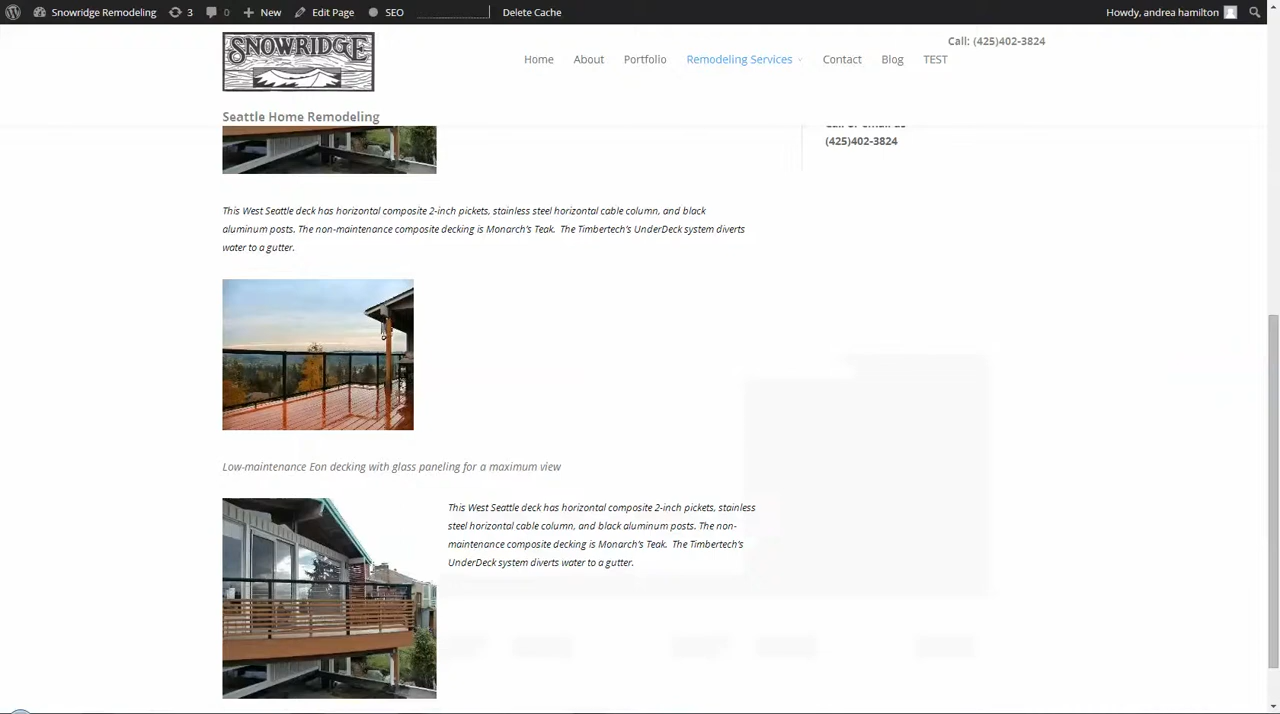 Snowridge Remodeling 3 0 New Edit Page SEO Delete Cache Howdy, andrea hamilton
SNOWRIDGE
Call: (425)402-3824
Home About Portfolio Remodeling Services Contact Blog TEST
Seattle Home Remodeling
(425)402-3824
This West Seattle deck has horizontal composite 2-inch pickets, stainless steel horizontal cable column, and black
aluminum posts. The non-maintenance composite decking is Monarch's Teak. The Timbertech's UnderDeck system diverts
water to a gutter.
Low-maintenance Eon decking with glass paneling for a maximum view
This West Seattle deck has horizontal composite 2-inch pickets, stainless
steel horizontal cable column, and black aluminum posts. The non-
maintenance composite decking is Monarch's Teak. The Timbertech's
UnderDeck system diverts water to a gutter.